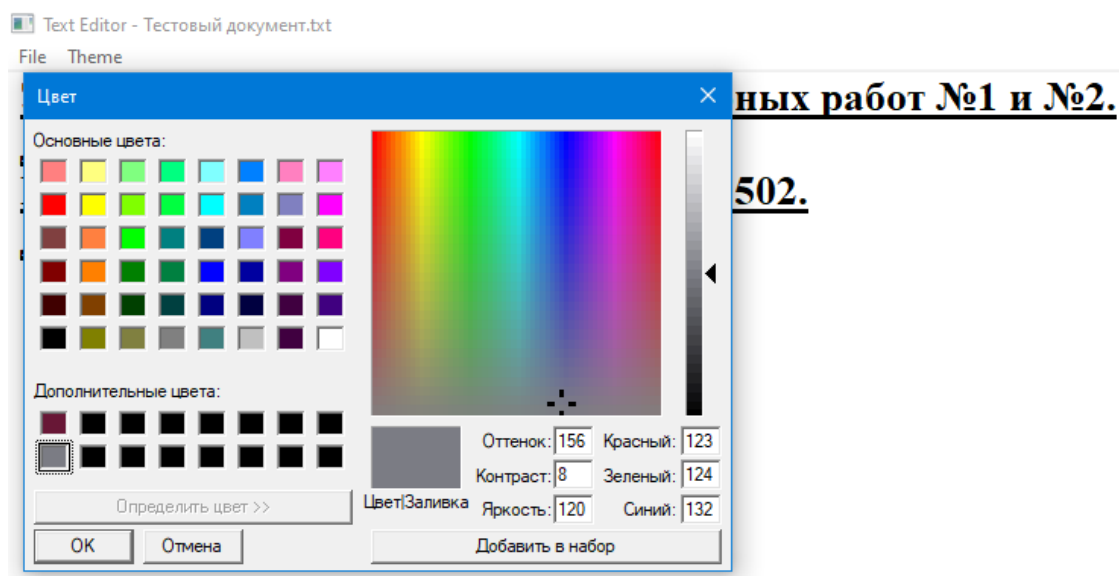 Text Editor - Тестовый документ.txt
File Theme
Цвет
ных работ №1 и №2.
502.
Основные цвета:
Дополнительные цвета:
Определить цвет >>
OK
Отмена
Цвет|Заливка
Оттенок: 156
Контраст: 8
Яркость: 120
Красный: 123
Зеленый: 124
Синий: 132
Добавить в набор